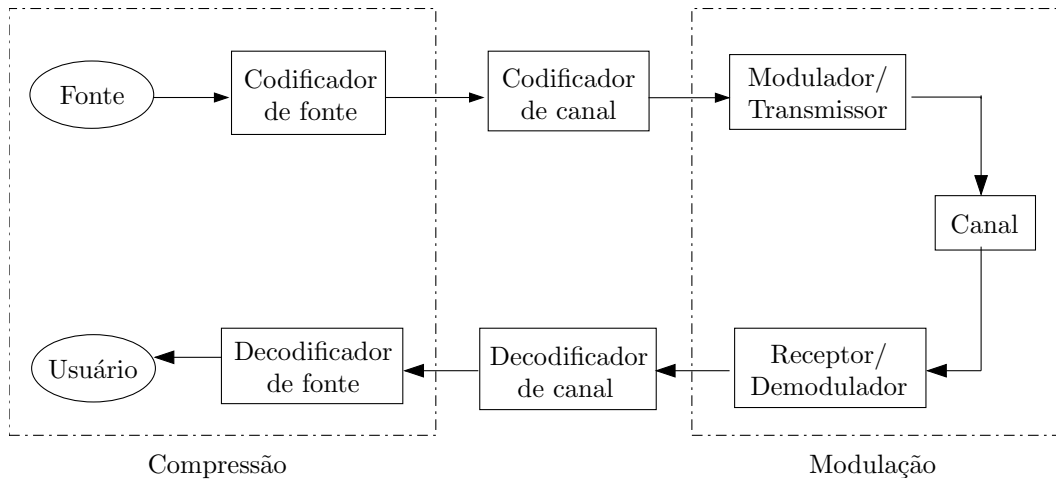 Fonte
Codificador
de fonte
Codificador
de canal
Modulador/
Transmissor
Canal
Usuário
Decodificador
de fonte
Decodificador
de canal
Receptor/
Demodulador
Compressão
Modulação